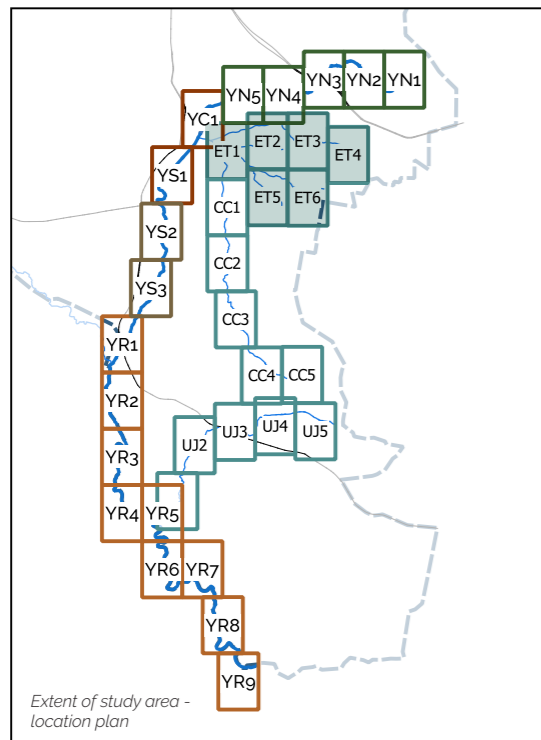 YN3 YN2 YN1
YN5 YN4
YC1
ET1 ET2 ET3 ET4
YS1
ET5 ET6
CC1
YS2
CC2
YS3
CC3
YR1
CC4 CC5
YR2
UJ2 UJ3 UJ4 UJ5
YR3
YR4 YR5
YR6 YR7
YR8
YR9
Extent of study area -
location plan